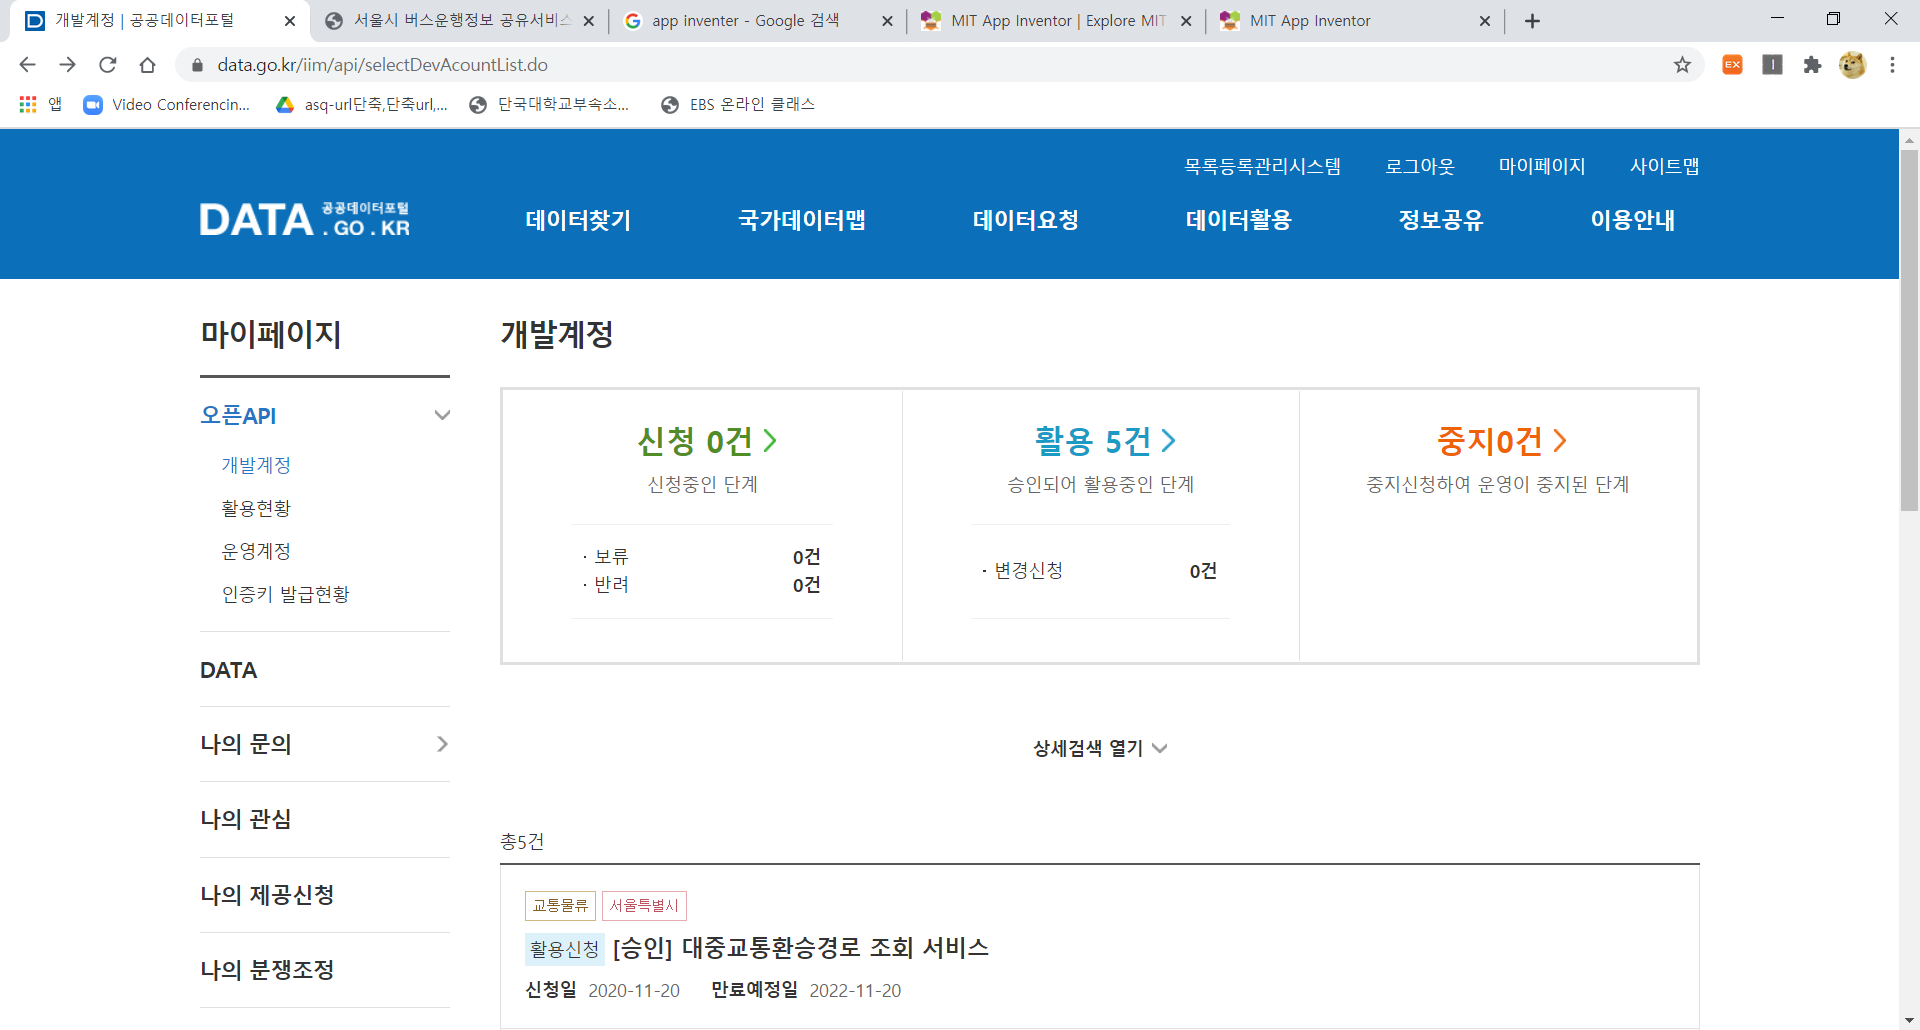 개발계정 | 공공데이터포털
서울시 버스운행정보 공유서비스
app inventer - Google 검색
MIT App Inventor | Explore MIT
MIT App Inventor
data.go.kr/iim/api/selectDevAcountList.do
앱
Video Conferencin...
asq-url단축,단축url,...
단국대학교부속소...
EBS 온라인 클래스
목록등록관리시스템
로그아웃
마이페이지
사이트맵
DATA 공공데이터포털
.GO.KR
데이터찾기
국가데이터맵
데이터요청
데이터활용
정보공유
이용안내
마이페이지
오픈API
개발계정
활용현황
운영계정
인증키 발급현황
DATA
나의 문의
나의 관심
나의 제공신청
나의 분쟁조정
개발계정
신청 0건
신청중인 단계
· 보류 0건
· 반려 0건
활용 5건
승인되어 활용중인 단계
· 변경신청 0건
중지0건
중지신청하여 운영이 중지된 단계
상세검색 열기
총5건
교통물류 서울특별시
활용신청 [승인] 대중교통환승경로 조회 서비스
신청일 2020-11-20 만료예정일 2022-11-20